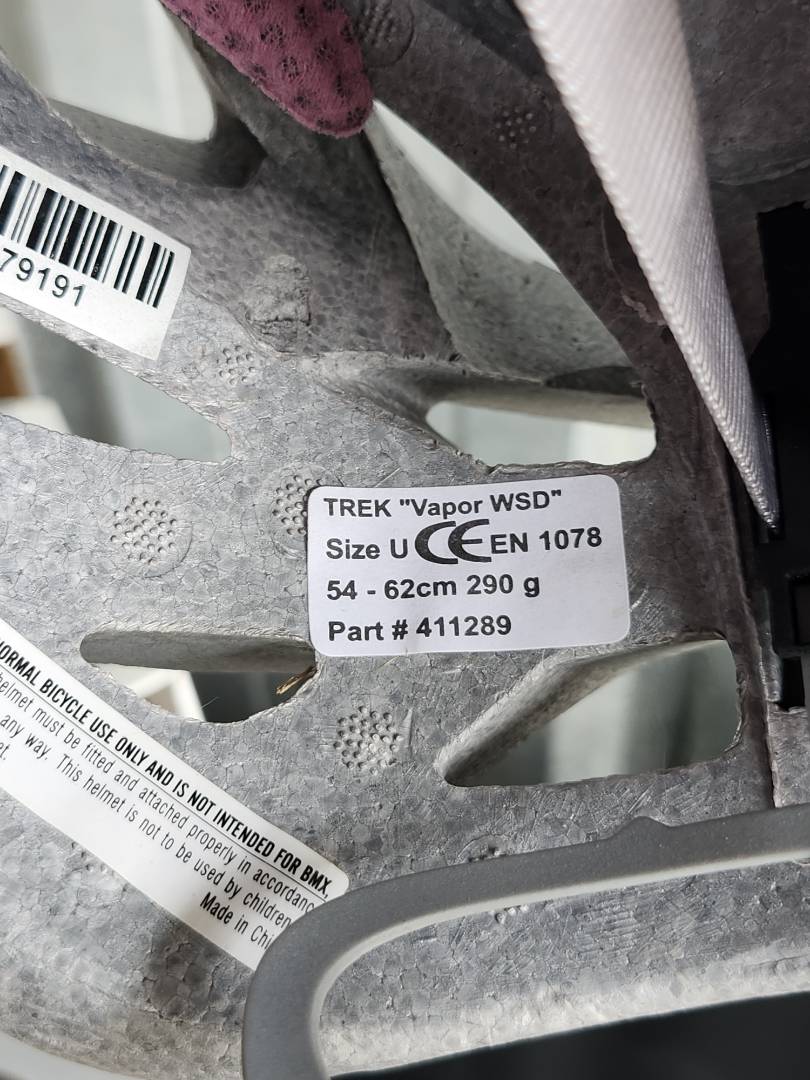 79191
TREK "Vapor WSD"
Size U CE EN 1078
54 - 62cm 290 g
Part # 411289
NORMAL BICYCLE USE ONLY AND IS NOT INTENDED FOR BMX,
helmet must be fitted and attached properly in accordanc
any way. This helmet is not to be used by children
Made in Chi